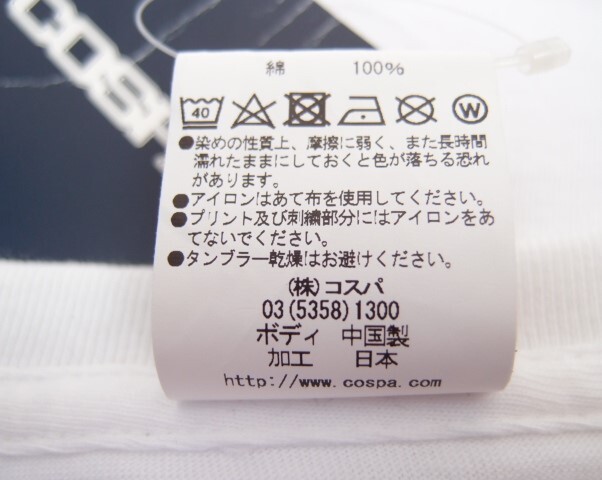 COSP
綿 100%
40
W
●染めの性質上、摩擦に弱く、また長時間
濡れたままにしておくと色が落ちる恐れ
があります。
●アイロンはあて布を使用してください。
●プリント及び刺繍部分にはアイロンをあ
てないでください。
●タンブラー乾燥はお避けください。
(株)コスパ
03(5358)1300
ボディ 中国製
加工 日本
http://www.cospa.com